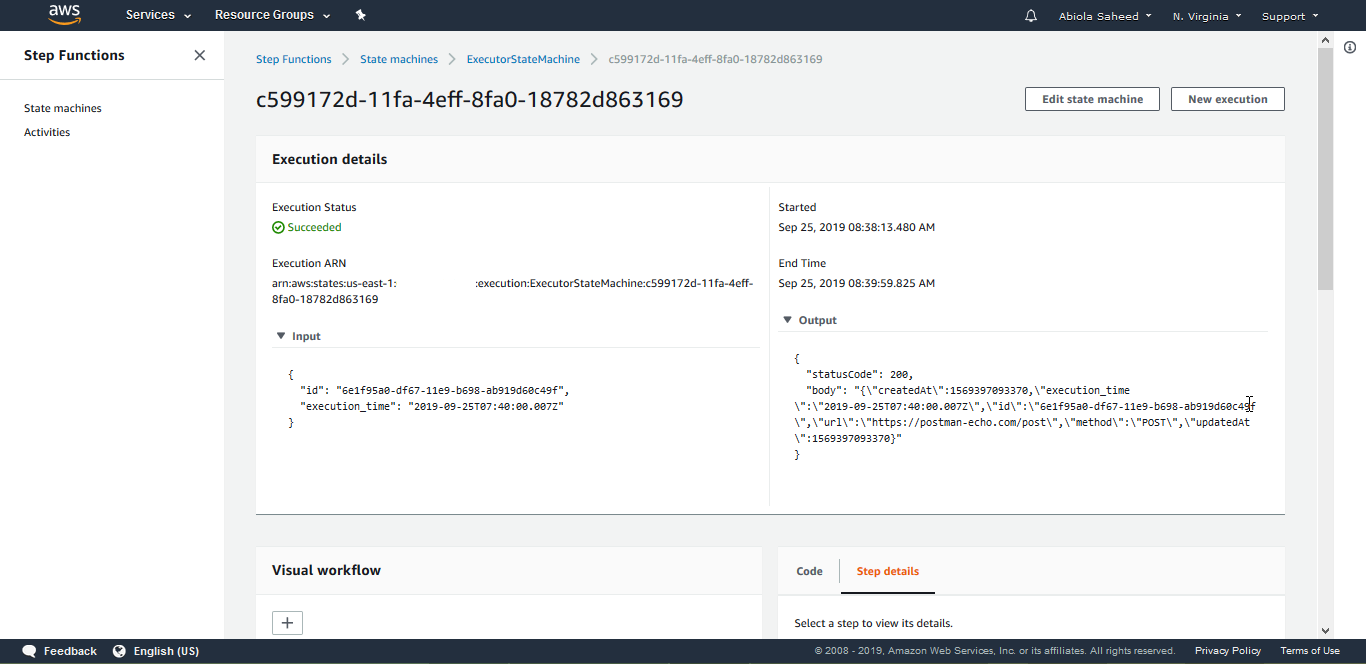 aws Services Resource Groups Abiola Saheed N. Virginia Support
Step Functions
State machines
Activities
Step Functions State machines ExecutorStateMachine c599172d-11fa-4eff-8fa0-18782d863169
c599172d-11fa-4eff-8fa0-18782d863169
Edit state machine New execution
Execution details
Execution Status
Succeeded
Execution ARN
arn:aws:states:us-east-1: :execution:ExecutorStateMachine:c599172d-11fa-4eff-
8fa0-18782d863169
Input
{
"id": "6e1f95a0-df67-11e9-b698-ab919d60c49f",
"execution_time": "2019-09-25T07:40:00.007Z"
}
Started
Sep 25, 2019 08:38:13.480 AM
End Time
Sep 25, 2019 08:39:59.825 AM
Output
{
"statusCode": 200,
"body": "{\"createdAt\":1569397093370,\"execution_time
\":\"2019-09-25T07:40:00.007Z\",\"id\":\"6e1f95a0-df67-11e9-b698-ab919d60c49f
\",\"url\":\"https://postman-echo.com/post\",\"method\":\"POST\",\"updatedAt
\":1569397093370}"
}
Visual workflow
+
Code Step details
Select a step to view its details.
Feedback English (US) © 2008 - 2019, Amazon Web Services, Inc. or its affiliates. All rights reserved. Privacy Policy Terms of Use